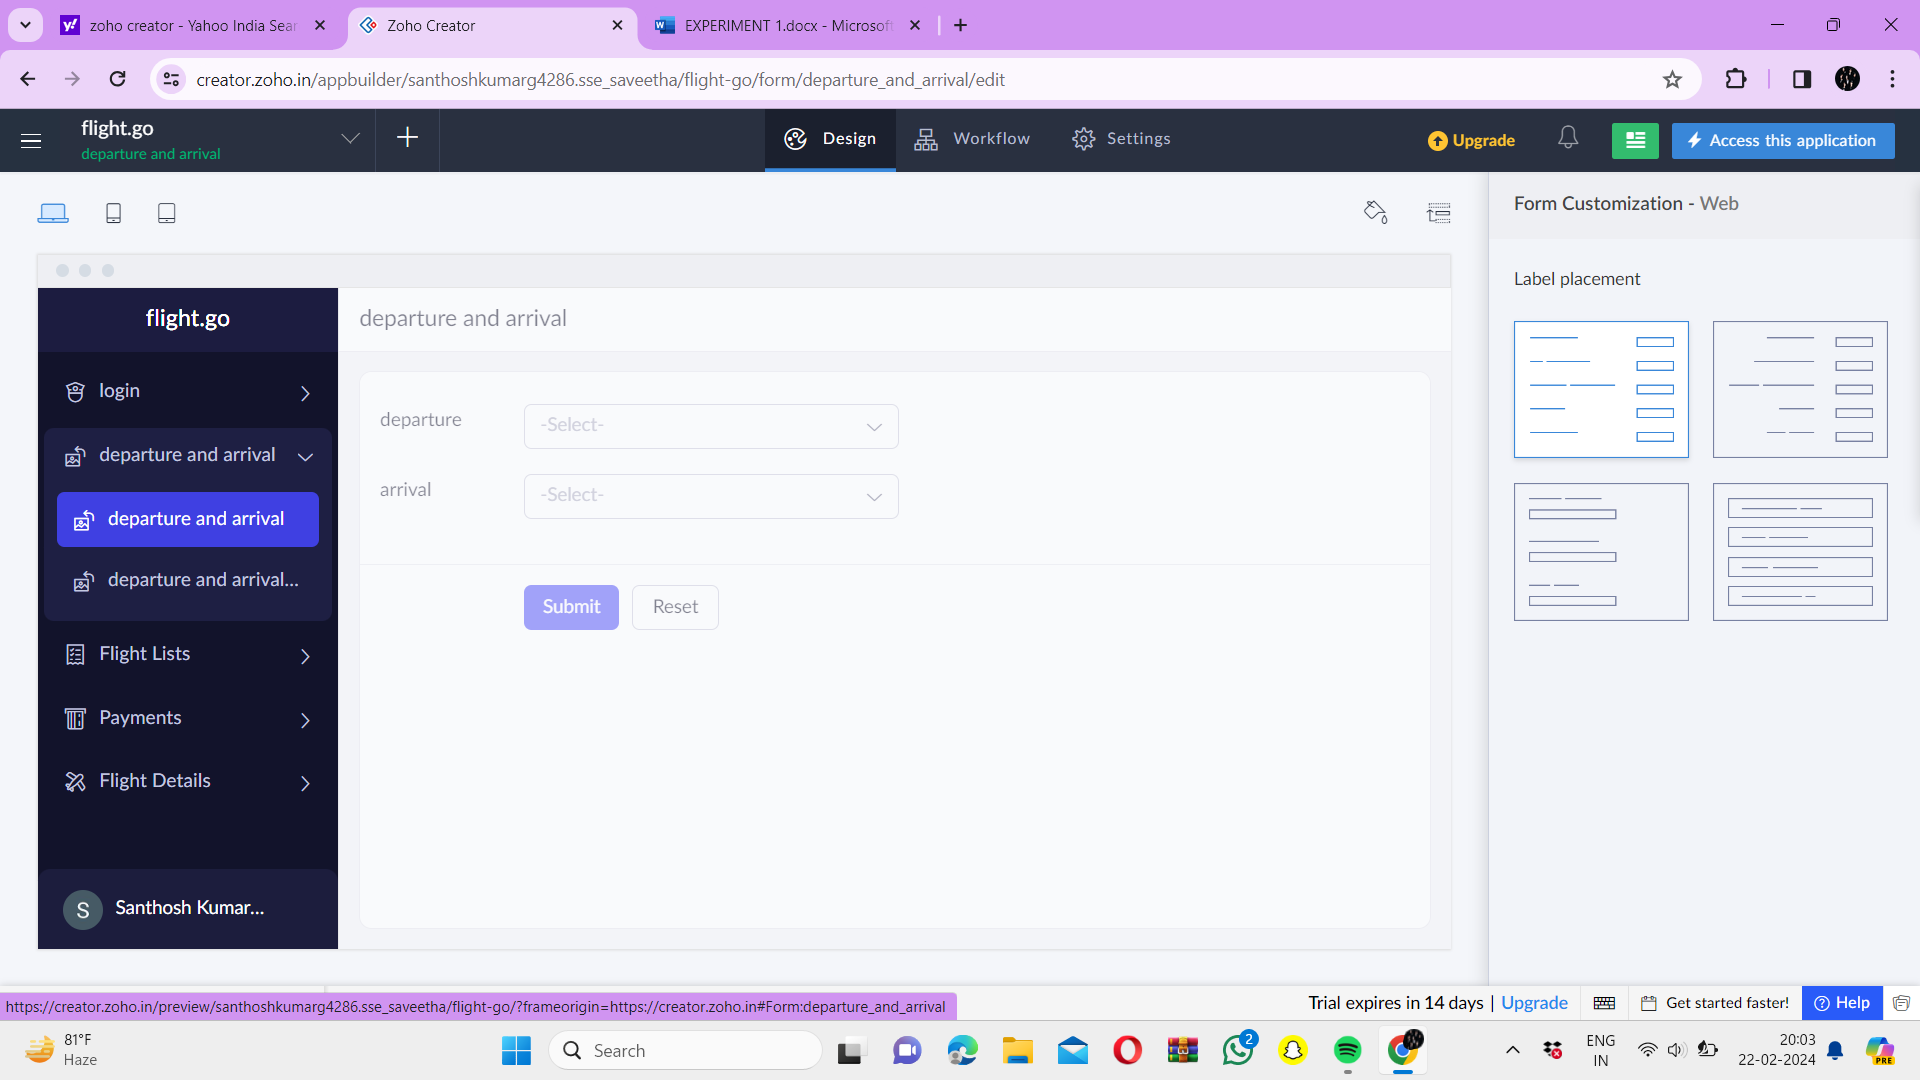 zoho creator - Yahoo India Sear
Zoho Creator
EXPERIMENT 1.docx - Microsoft
creator.zoho.in/appbuilder/santhoshkumarg4286.sse_saveetha/flight-go/form/departure_and_arrival/edit
flight.go
departure and arrival
Design
Workflow
Settings
Upgrade
Access this application
Form Customization - Web
Label placement
flight.go
departure and arrival
login
departure and arrival
departure and arrival
departure and arrival...
Flight Lists
Payments
Flight Details
departure
-Select-
arrival
-Select-
Submit
Reset
S
Santhosh Kumar...
https://creator.zoho.in/preview/santhoshkumarg4286.sse_saveetha/flight-go/?frameorigin=https://creator.zoho.in#Form:departure_and_arrival
Trial expires in 14 days | Upgrade
Get started faster!
Help
81°F
Haze
Search
2
ENG
IN
20:03
22-02-2024
PRE